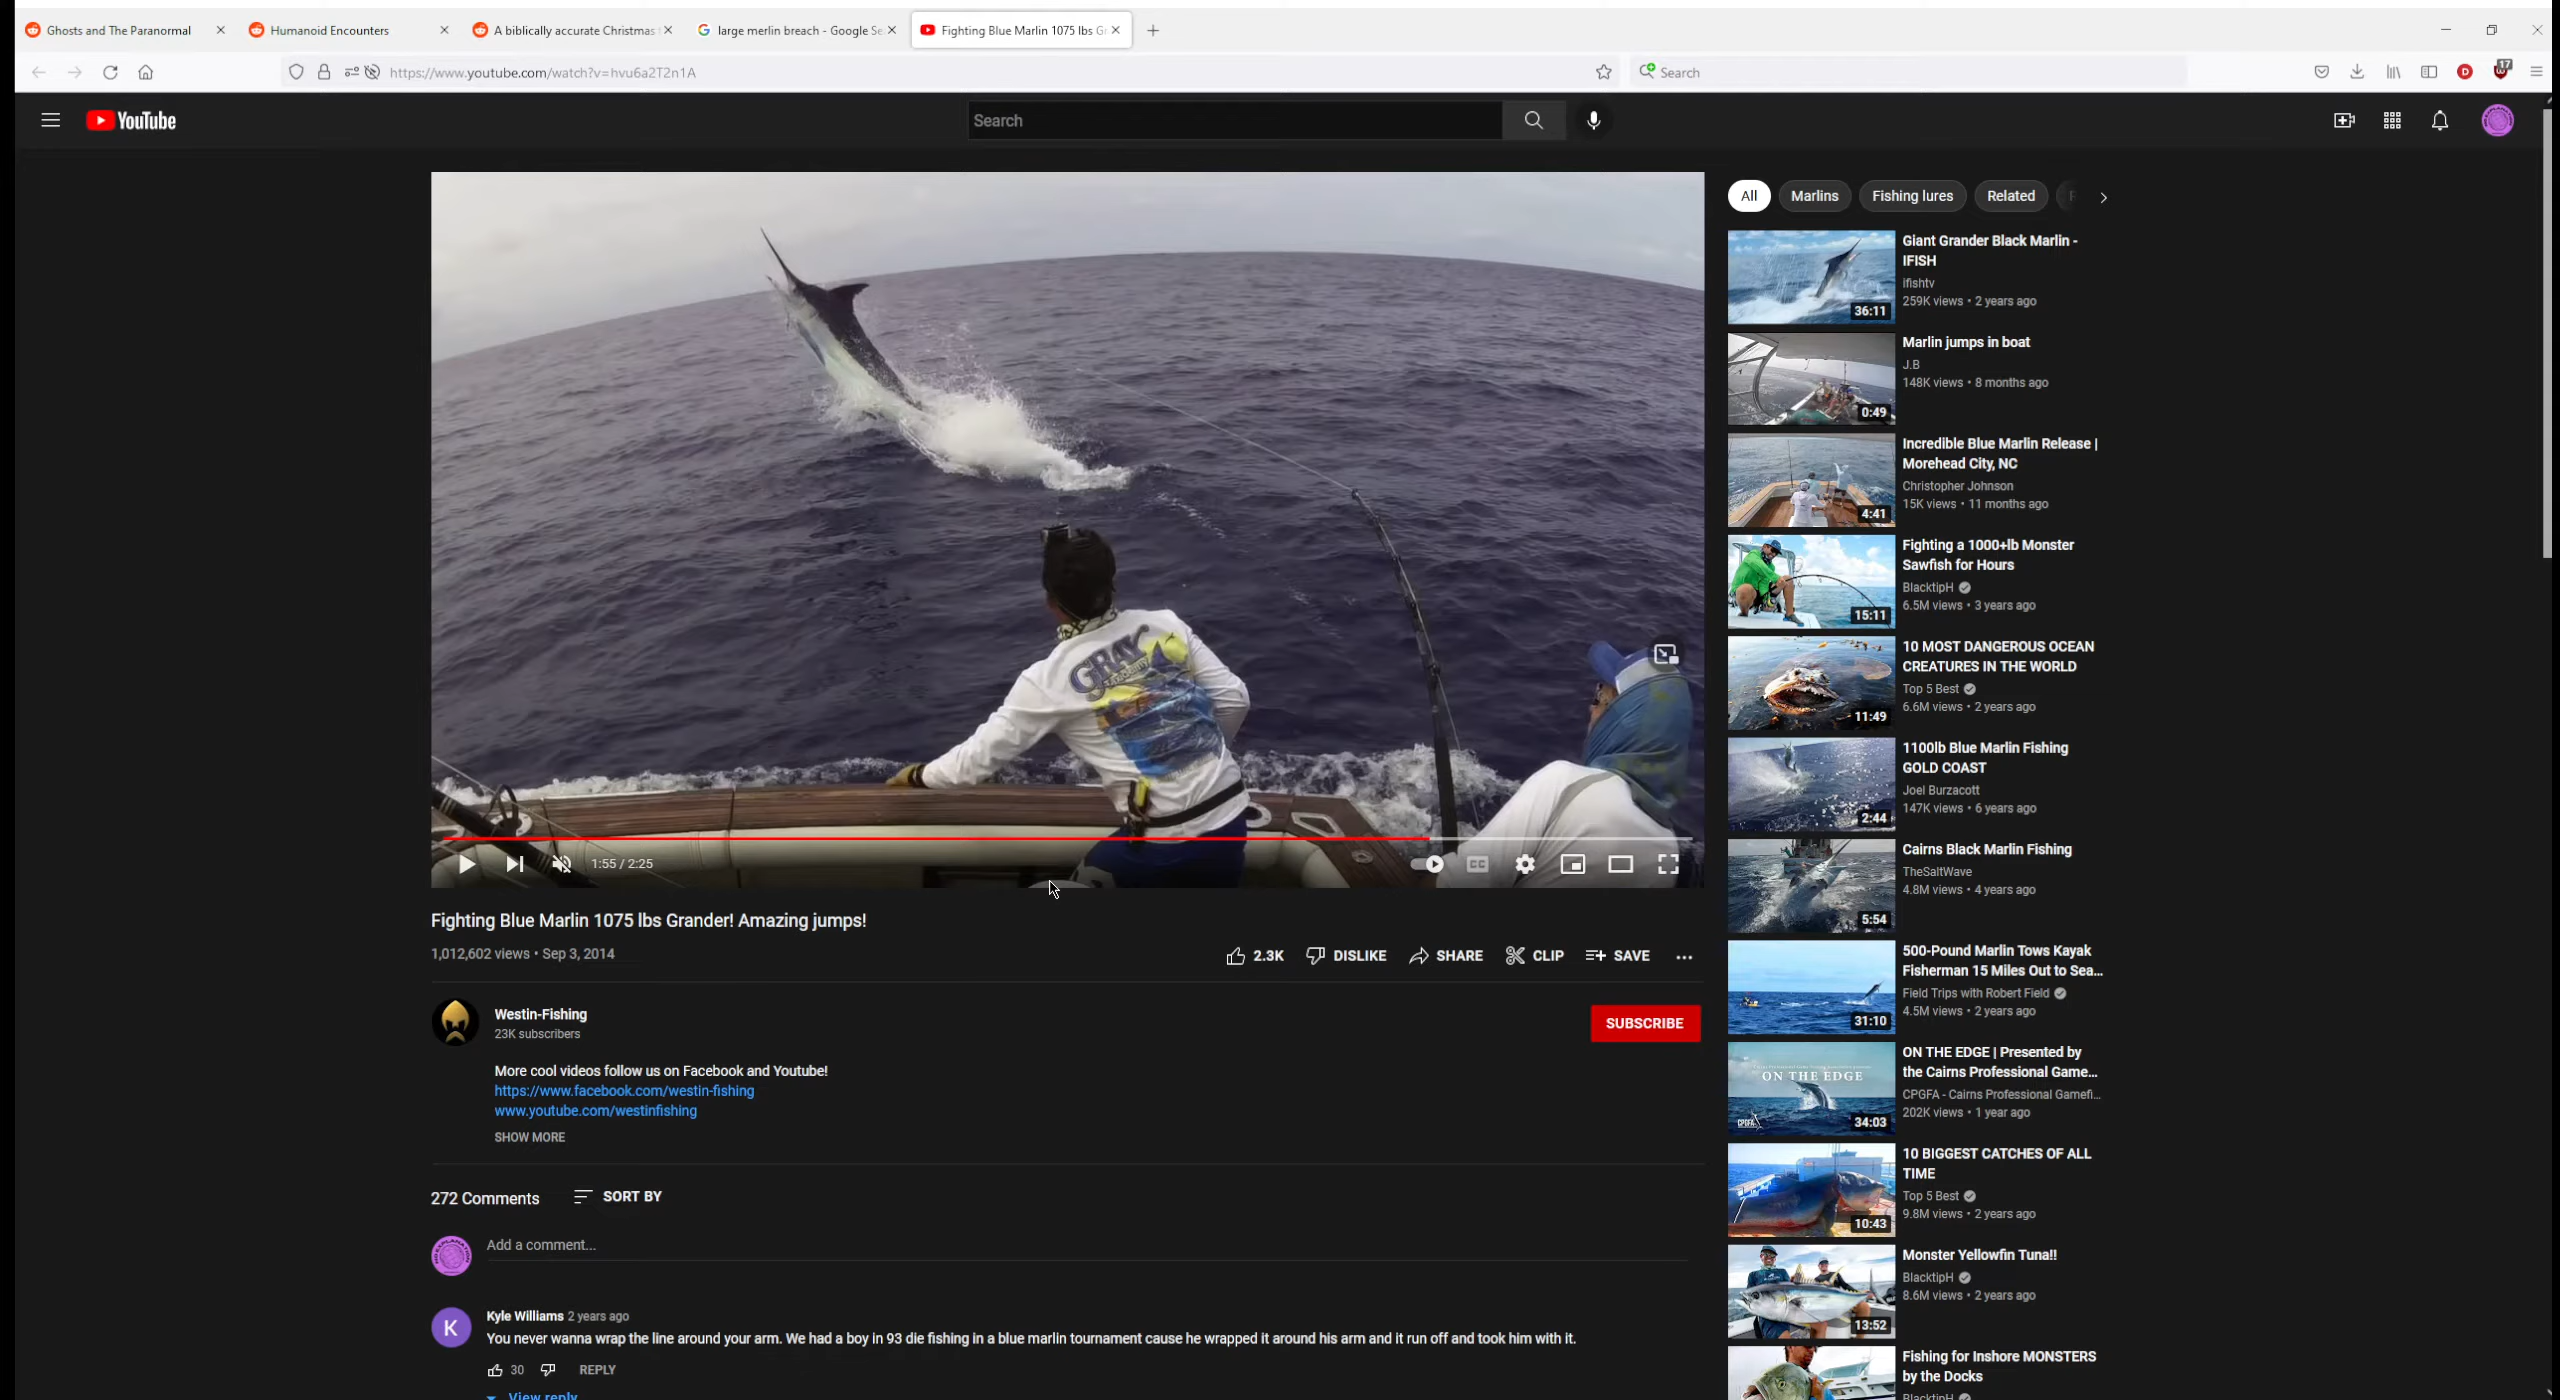 Ghosts and The Paranormal
Humanoid Encounters
A biblically accurate Christmas
large merlin breach - Google Se
Fighting Blue Marlin 1075 lbs G
https://www.youtube.com/watch?v=hvu6a2T2n1A
Search
17
YouTube
Search
GRAY
1:55 / 2:25
CC
Fighting Blue Marlin 1075 lbs Grander! Amazing jumps!
1,012,602 views • Sep 3, 2014
2.3K
DISLIKE
SHARE
CLIP
SAVE
Westin-Fishing
23K subscribers
SUBSCRIBE
More cool videos follow us on Facebook and Youtube!
https://www.facebook.com/westin-fishing
www.youtube.com/westinfishing
SHOW MORE
272 Comments
SORT BY
Add a comment...
K
Kyle Williams 2 years ago
You never wanna wrap the line around your arm. We had a boy in 93 die fishing in a blue marlin tournament cause he wrapped it around his arm and it run off and took him with it.
30
REPLY
View reply
All
Marlins
Fishing lures
Related
36:11
Giant Grander Black Marlin -
IFISH
ifishtv
259K views • 2 years ago
0:49
Marlin jumps in boat
J.B
148K views • 8 months ago
4:41
Incredible Blue Marlin Release |
Morehead City, NC
Christopher Johnson
15K views • 11 months ago
15:11
Fighting a 1000+lb Monster
Sawfish for Hours
BlacktipH
6.5M views • 3 years ago
11:49
10 MOST DANGEROUS OCEAN
CREATURES IN THE WORLD
Top 5 Best
6.6M views • 2 years ago
2:44
1100lb Blue Marlin Fishing
GOLD COAST
Joel Burzacott
147K views • 6 years ago
5:54
Cairns Black Marlin Fishing
TheSaltWave
4.8M views • 4 years ago
31:10
500-Pound Marlin Tows Kayak
Fisherman 15 Miles Out to Sea...
Field Trips with Robert Field
4.5M views • 2 years ago
ON THE EDGE
CPGFA
34:03
ON THE EDGE | Presented by
the Cairns Professional Game...
CPGFA - Cairns Professional Gamefi...
202K views • 1 year ago
10:43
10 BIGGEST CATCHES OF ALL
TIME
Top 5 Best
9.8M views • 2 years ago
13:52
Monster Yellowfin Tuna!!
BlacktipH
8.6M views • 2 years ago
Fishing for Inshore MONSTERS
by the Docks
BlacktipH